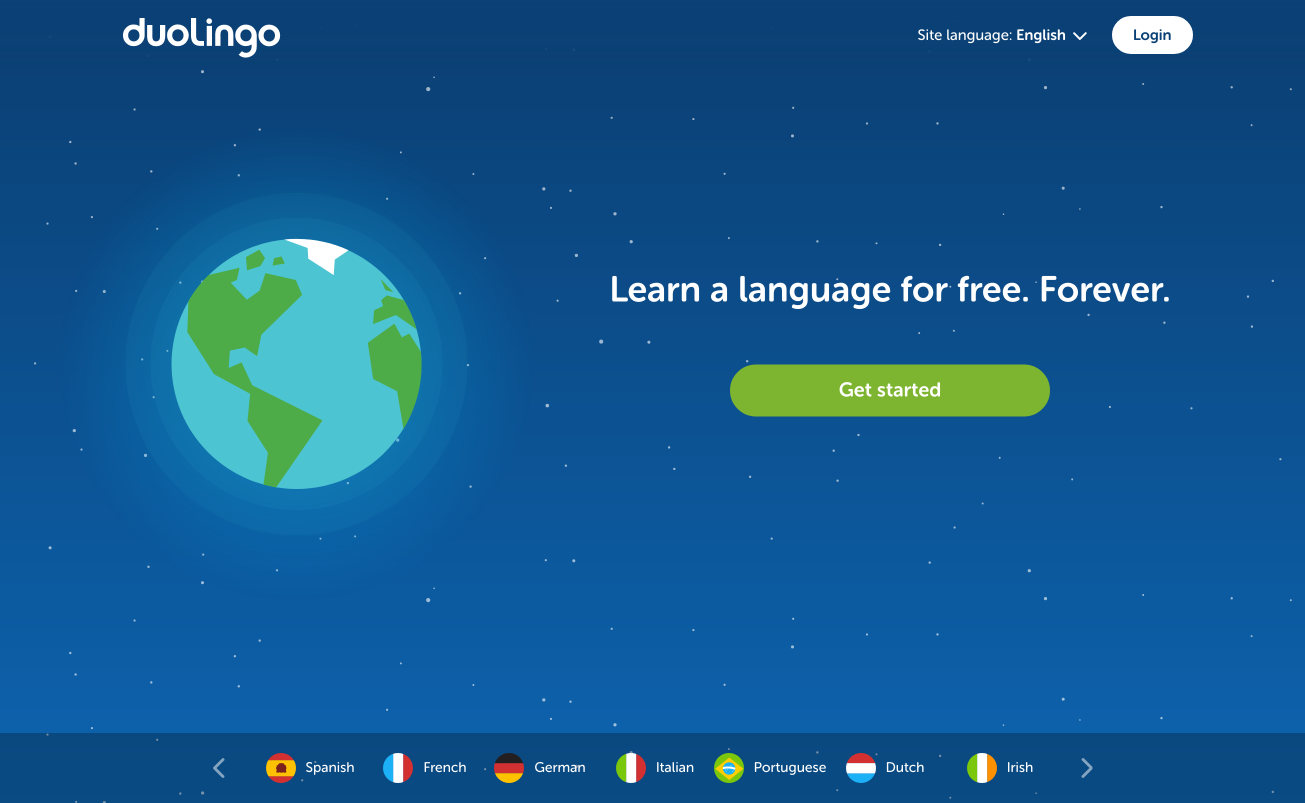 duolingo
Site language: English
Login
Learn a language for free. Forever.
Get started
Spanish
French
German
Italian
Portuguese
Dutch
Irish